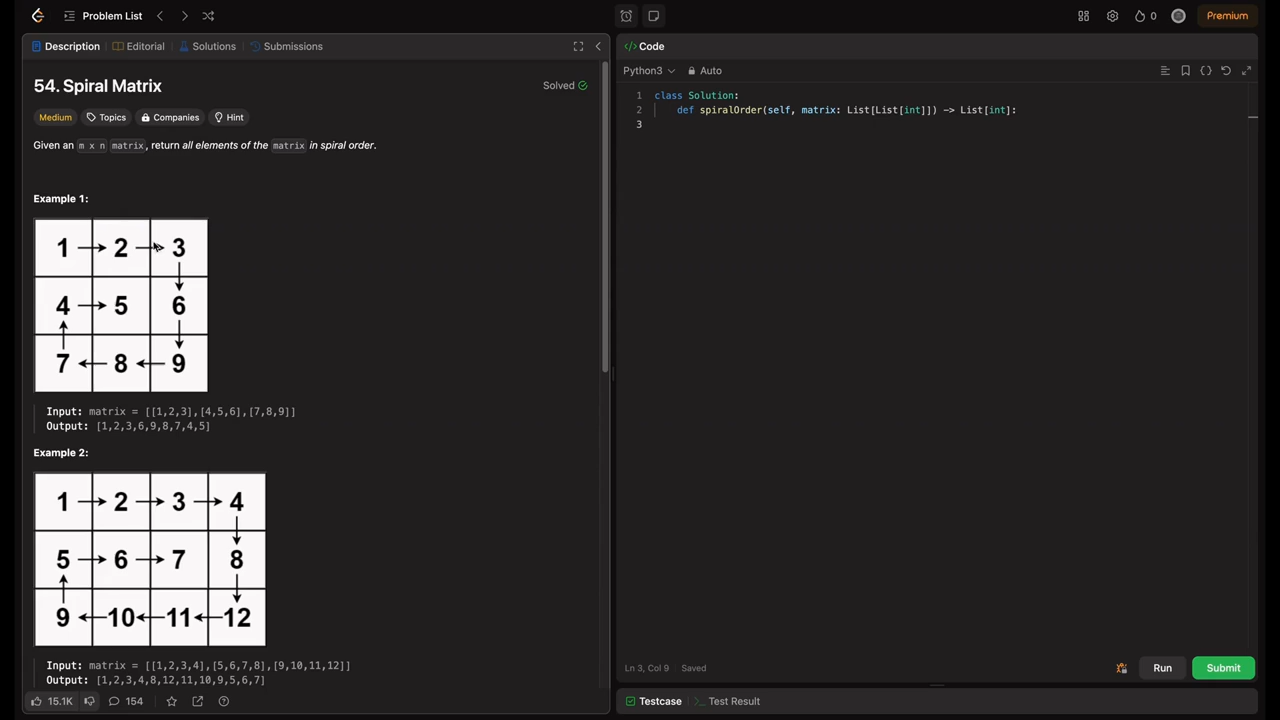 Problem List
0
Premium
Description
Editorial
Solutions
Submissions
54. Spiral Matrix
Solved
Medium
Topics
Companies
Hint
Given an m x n matrix, return all elements of the matrix in spiral order.
Example 1:
1 2 3
4 5 6
7 8 9
Input: matrix = [[1,2,3],[4,5,6],[7,8,9]]
Output: [1,2,3,6,9,8,7,4,5]
Example 2:
1 2 3 4
5 6 7 8
9 10 11 12
Input: matrix = [[1,2,3,4],[5,6,7,8],[9,10,11,12]]
Output: [1,2,3,4,8,12,11,10,9,5,6,7]
15.1K
154
</> Code
Python3
Auto
1 class Solution:
2 def spiralOrder(self, matrix: List[List[int]]) -> List[int]:
3
Ln 3, Col 9
Saved
Run
Submit
Testcase
>_ Test Result